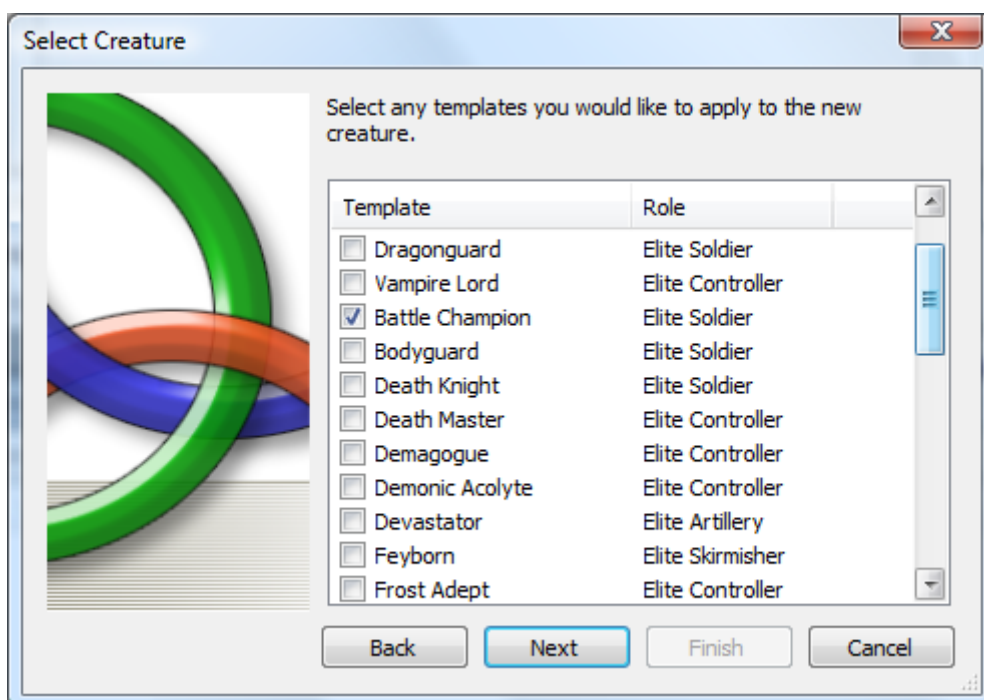 Select Creature
Select any templates you would like to apply to the new
creature.
Template Role
Dragonguard Elite Soldier
Vampire Lord Elite Controller
Battle Champion Elite Soldier
Bodyguard Elite Soldier
Death Knight Elite Soldier
Death Master Elite Controller
Demagogue Elite Controller
Demonic Acolyte Elite Controller
Devastator Elite Artillery
Feyborn Elite Skirmisher
Frost Adept Elite Controller
Back Next Finish Cancel